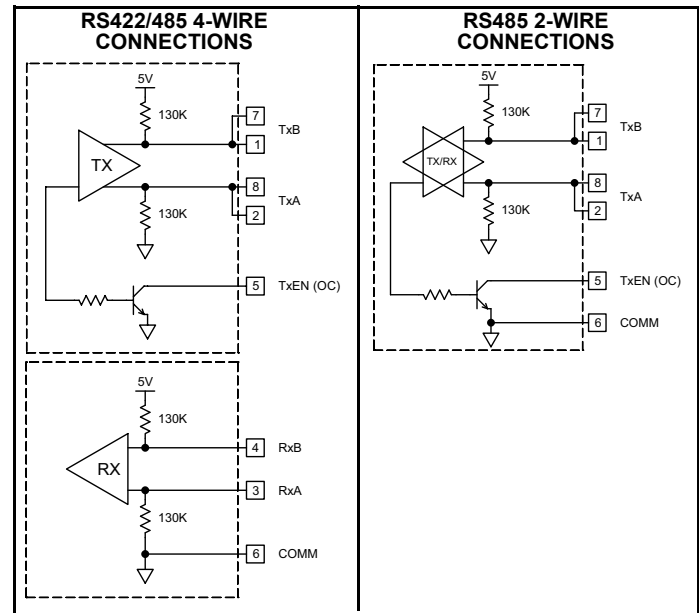 RS422/485 4-WIRE
CONNECTIONS
5V
130K
7
TxB
1
TX
8
TxA
130K
2
5 TxEN (OC)
5V
130K
4 RxB
RX
3 RxA
130K
6 COMM
RS485 2-WIRE
CONNECTIONS
5V
130K
7
TxB
1
TX/RX
8
TxA
130K
2
5 TxEN (OC)
6 COMM